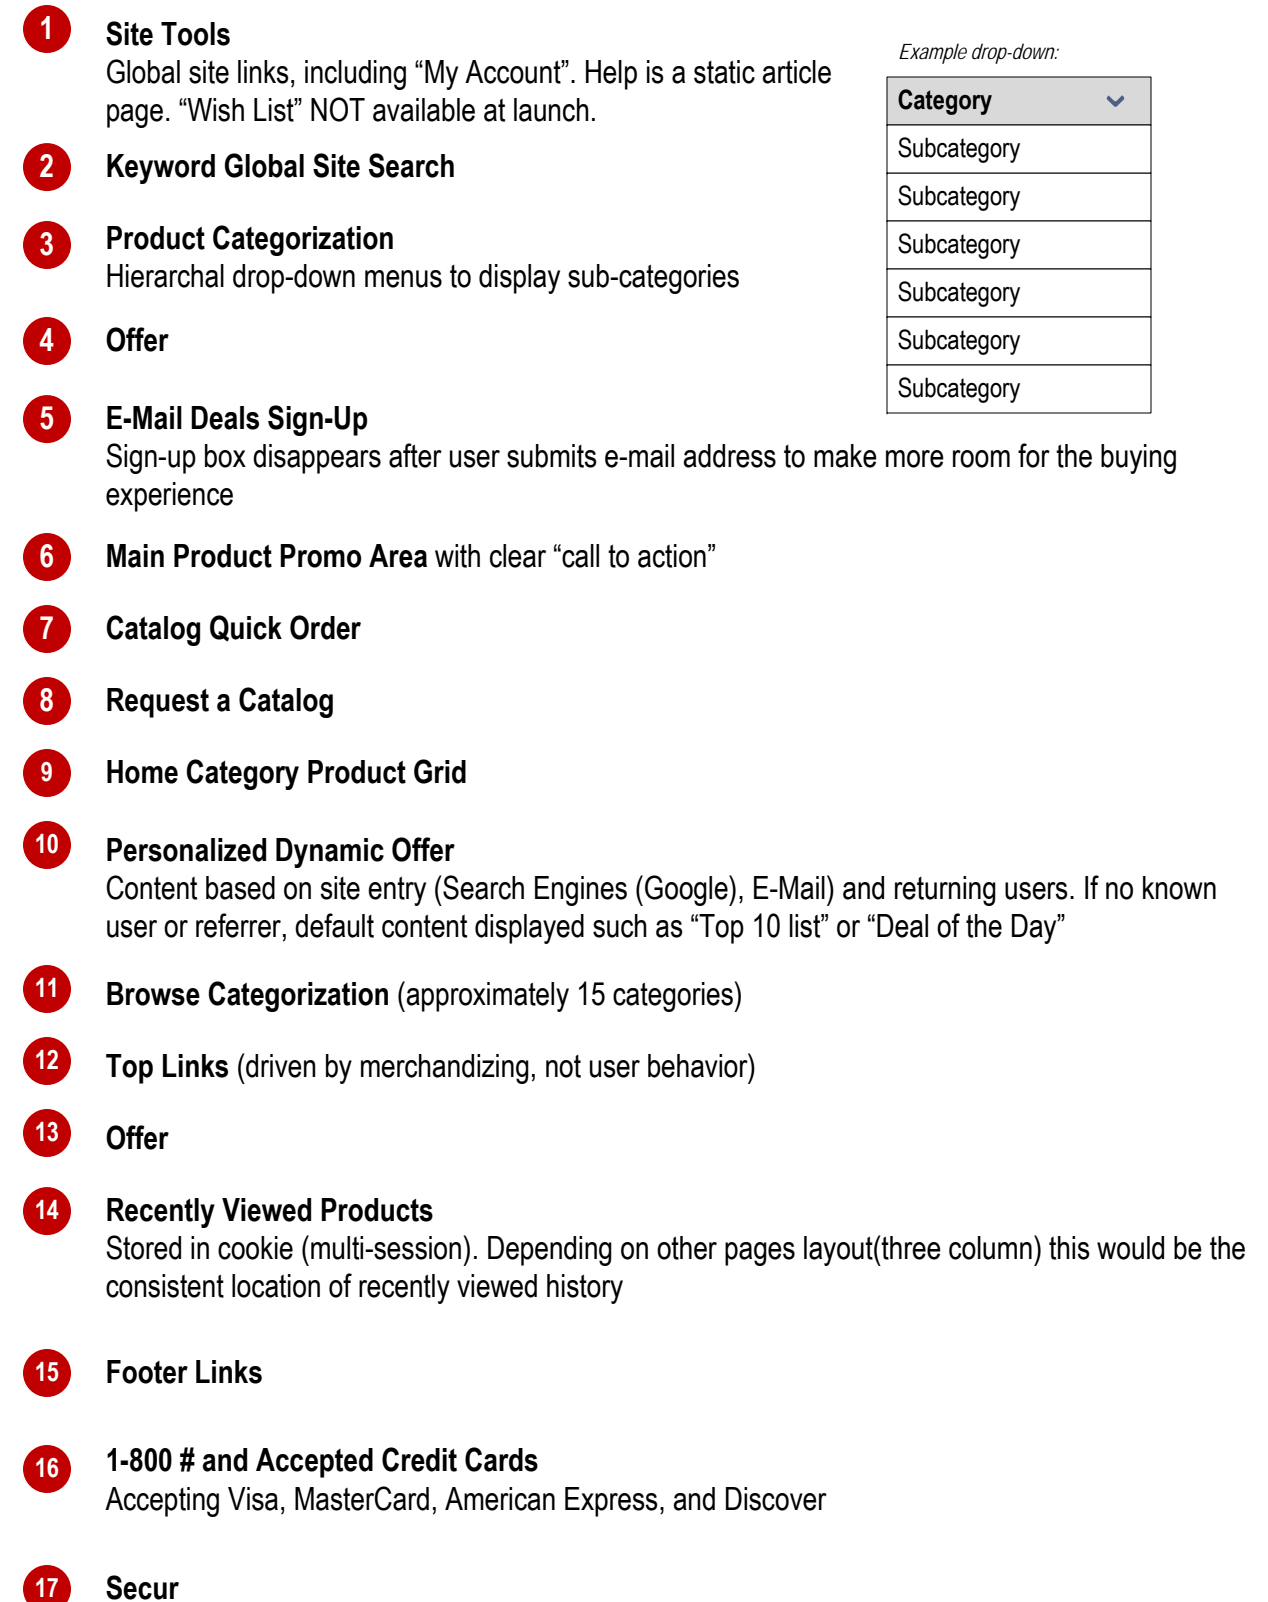 1
Site Tools
Global site links, including “My Account”. Help is a static article
page. “Wish List” NOT available at launch.
Example drop-down:
Category
Subcategory
Subcategory
Subcategory
Subcategory
Subcategory
Subcategory
2
Keyword Global Site Search
3
Product Categorization
Hierarchal drop-down menus to display sub-categories
4
Offer
5
E-Mail Deals Sign-Up
Sign-up box disappears after user submits e-mail address to make more room for the buying
experience
6
Main Product Promo Area with clear “call to action”
7
Catalog Quick Order
8
Request a Catalog
9
Home Category Product Grid
10
Personalized Dynamic Offer
Content based on site entry (Search Engines (Google), E-Mail) and returning users. If no known
user or referrer, default content displayed such as “Top 10 list” or “Deal of the Day”
11
Browse Categorization (approximately 15 categories)
12
Top Links (driven by merchandizing, not user behavior)
13
Offer
14
Recently Viewed Products
Stored in cookie (multi-session). Depending on other pages layout(three column) this would be the
consistent location of recently viewed history
15
Footer Links
16
1-800 # and Accepted Credit Cards
Accepting Visa, MasterCard, American Express, and Discover
17
Secur